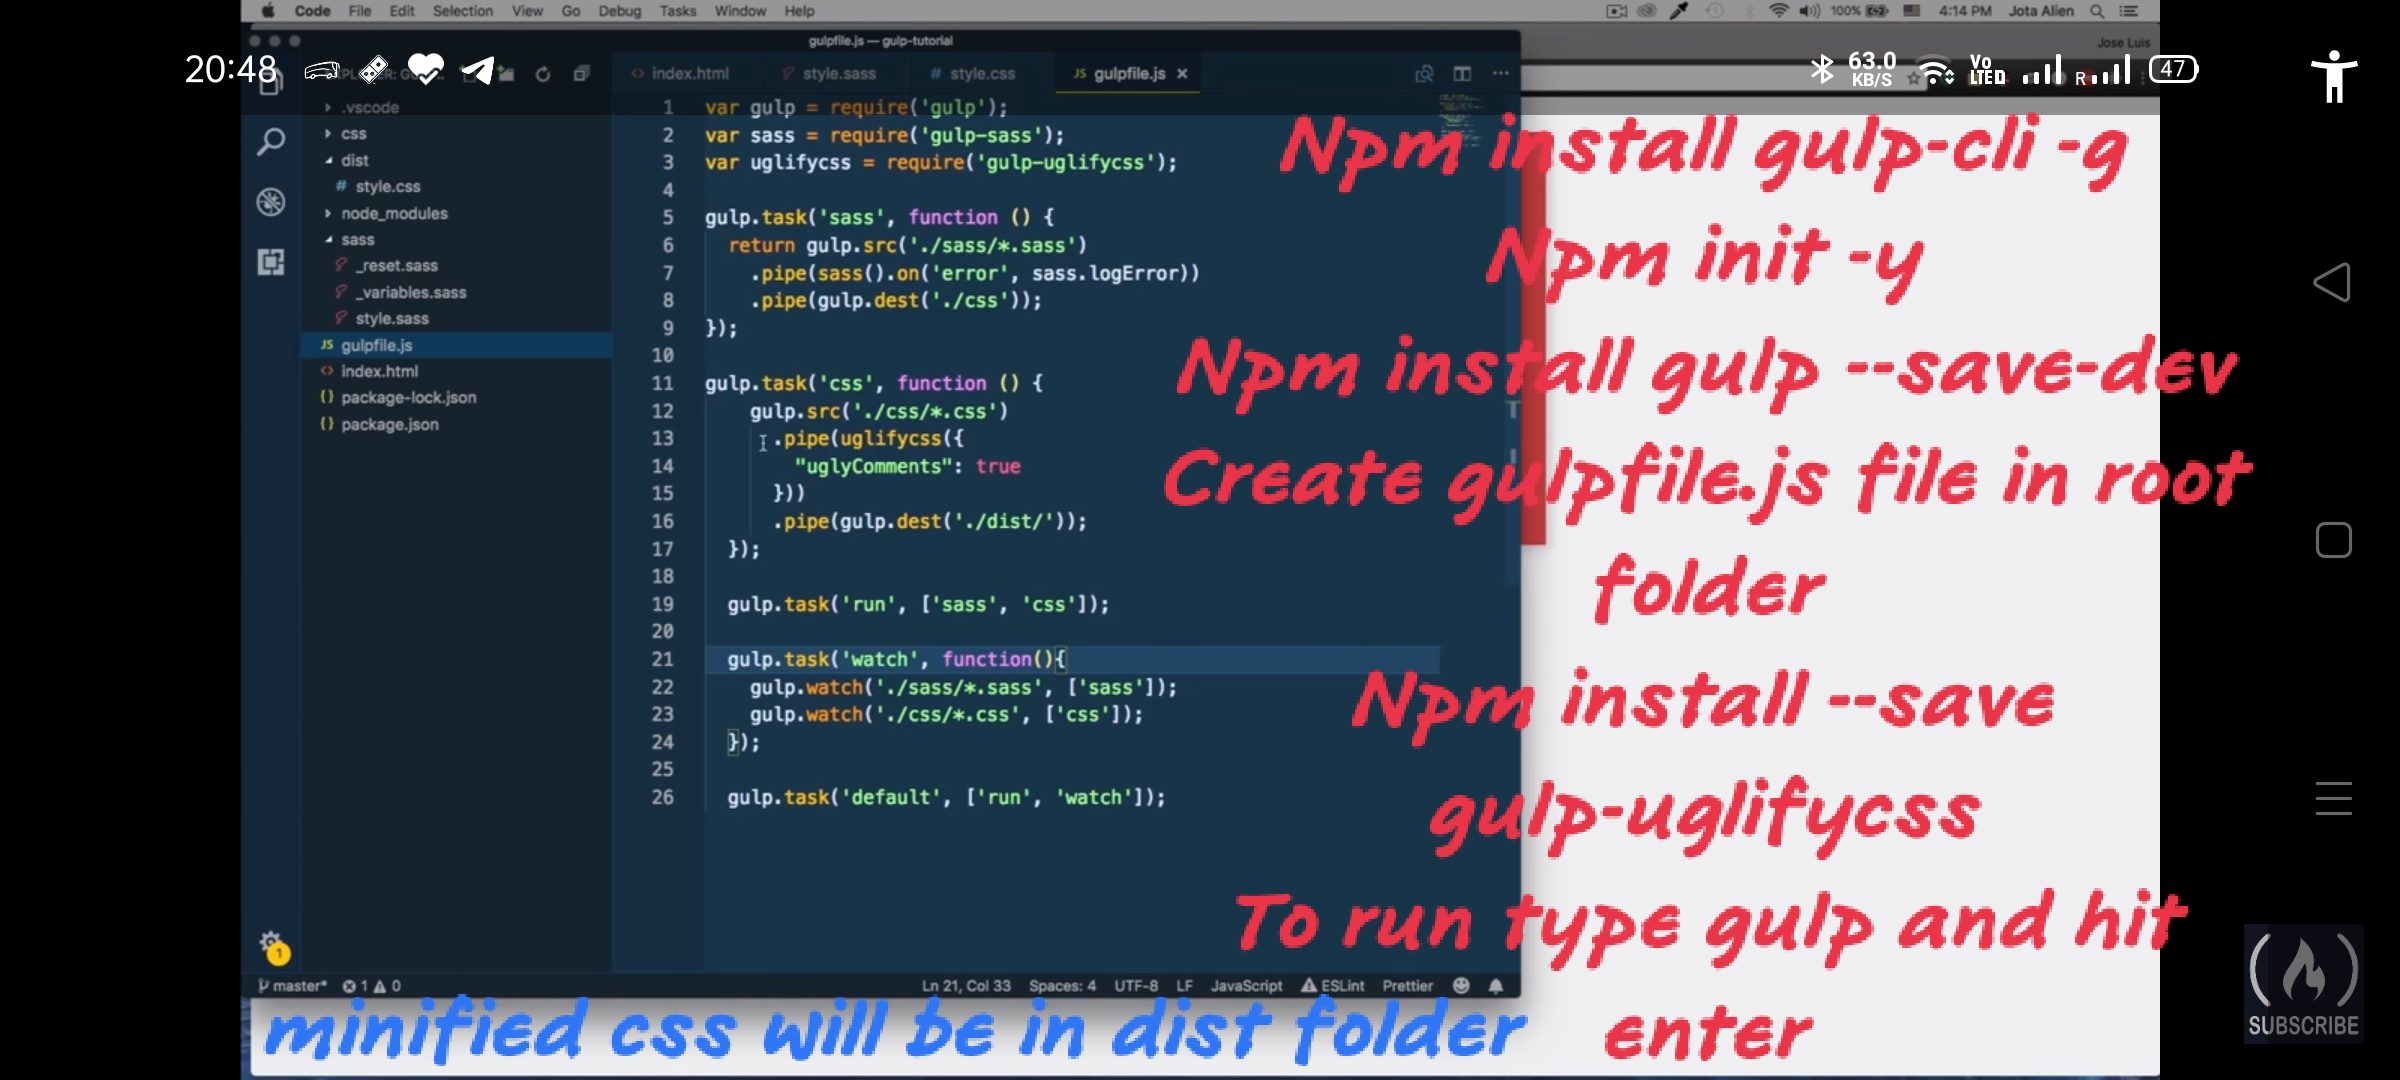 Code File Edit Selection View Go Debug Tasks Window Help
100% 4:14 PM Jota Alien
gulpfile.js — gulp-tutorial
Jose Luis
20:48
63.0 KB/S Vo LTED R 47
index.html style.sass style.css JS gulpfile.js ×
.vscode
css
dist
# style.css
node_modules
sass
_reset.sass
_variables.sass
style.sass
JS gulpfile.js
<> index.html
{} package-lock.json
{} package.json
1 var gulp = require('gulp');
2 var sass = require('gulp-sass');
3 var uglifycss = require('gulp-uglifycss');
4
5 gulp.task('sass', function () {
6 return gulp.src('./sass/*.sass')
7 .pipe(sass().on('error', sass.logError))
8 .pipe(gulp.dest('./css'));
9 });
10
11 gulp.task('css', function () {
12 gulp.src('./css/*.css')
13 .pipe(uglifycss({
14 "uglyComments": true
15 }))
16 .pipe(gulp.dest('./dist/'));
17 });
18
19 gulp.task('run', ['sass', 'css']);
20
21 gulp.task('watch', function(){
22 gulp.watch('./sass/*.sass', ['sass']);
23 gulp.watch('./css/*.css', ['css']);
24 });
25
26 gulp.task('default', ['run', 'watch']);
Npm install gulp-cli -g
Npm init -y
Npm install gulp --save-dev
Create gulpfile.js file in root
folder
Npm install --save
gulp-uglifycss
To run type gulp and hit
enter
1
master* 1 0 Ln 21, Col 33 Spaces: 4 UTF-8 LF JavaScript ESLint Prettier
minified css will be in dist folder
SUBSCRIBE